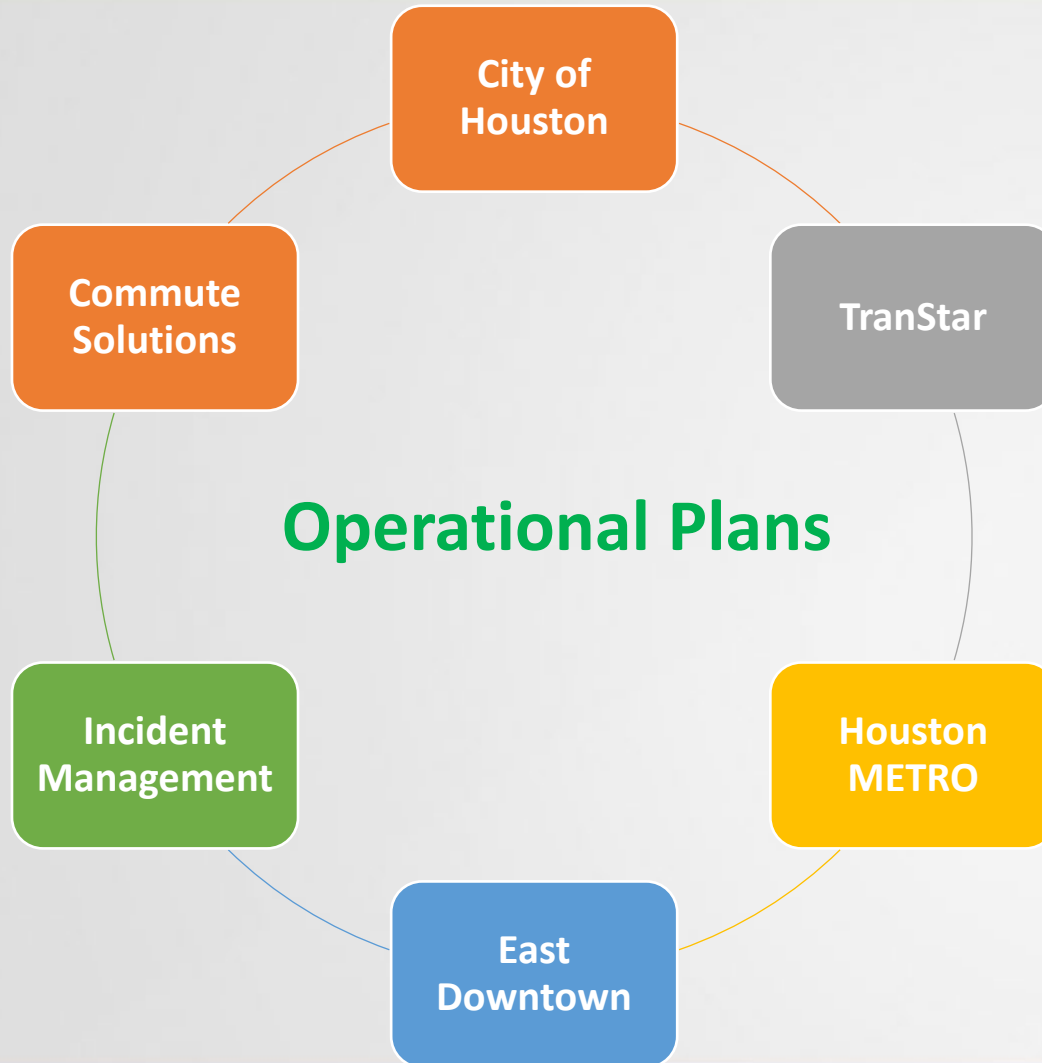 City of
Houston
Commute
Solutions
TranStar
Operational Plans
Incident
Management
Houston
METRO
East
Downtown